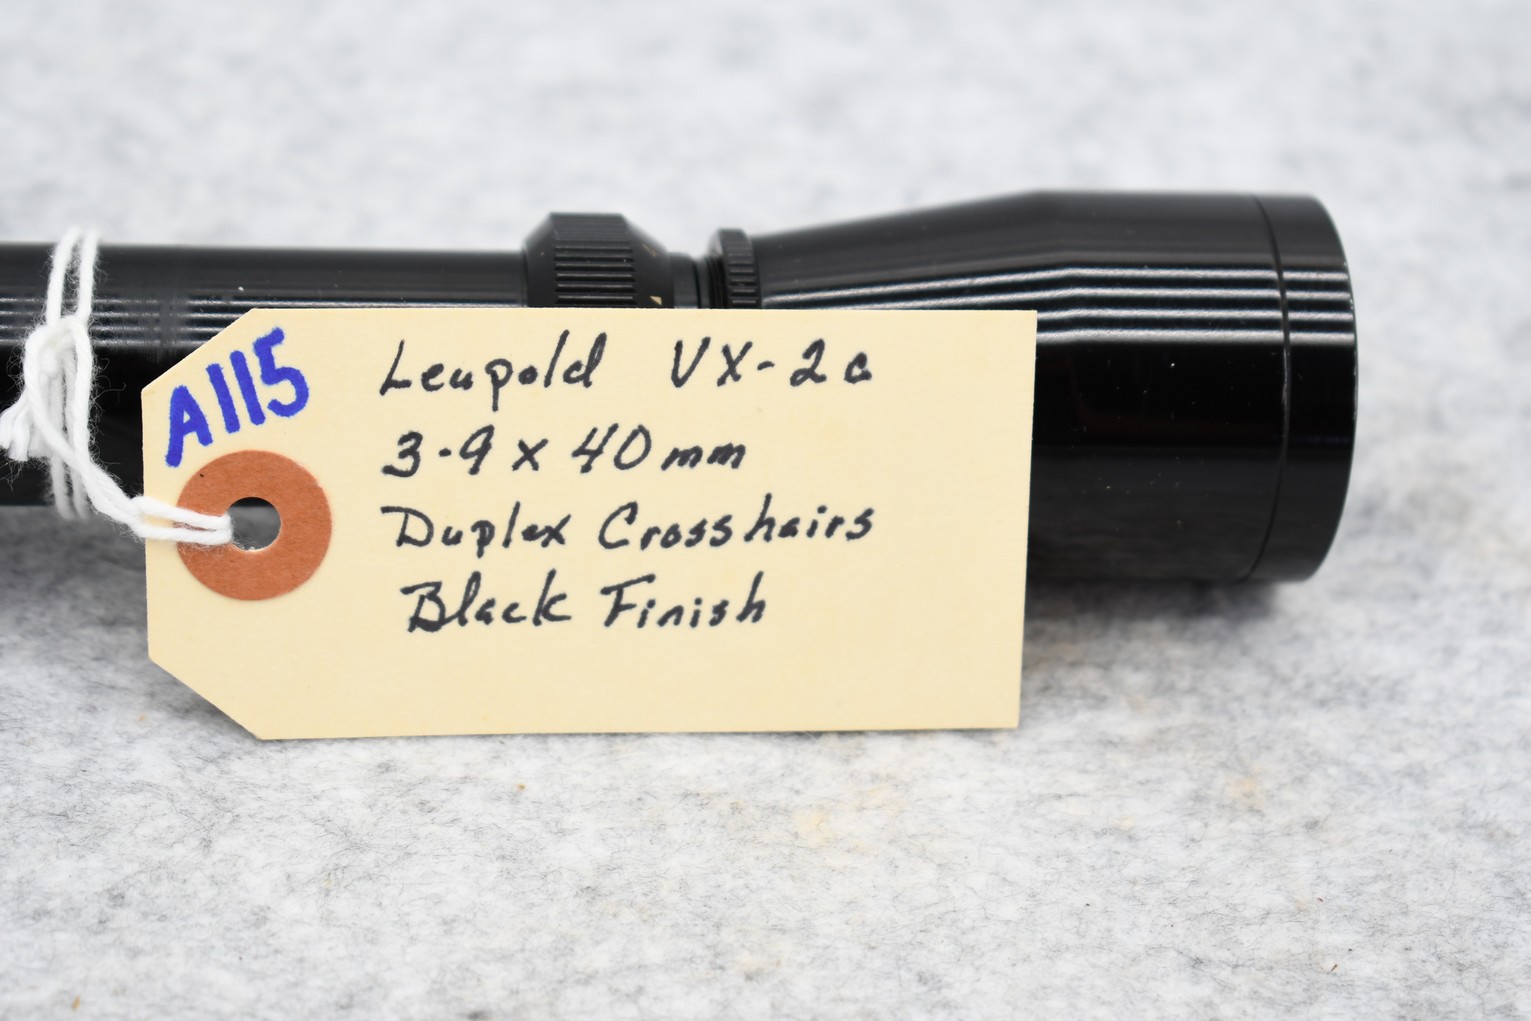 A115
Leupold VX-2c
3-9 x 40mm
Duplex Crosshairs
Black Finish